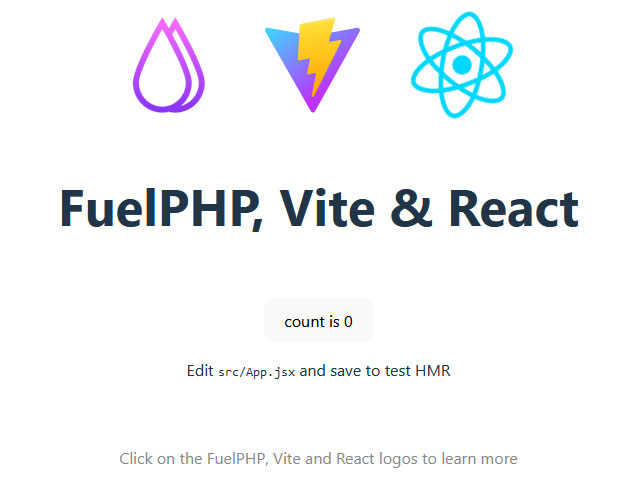 FuelPHP, Vite & React
count is 0
Edit src/App.jsx and save to test HMR
Click on the FuelPHP, Vite and React logos to learn more